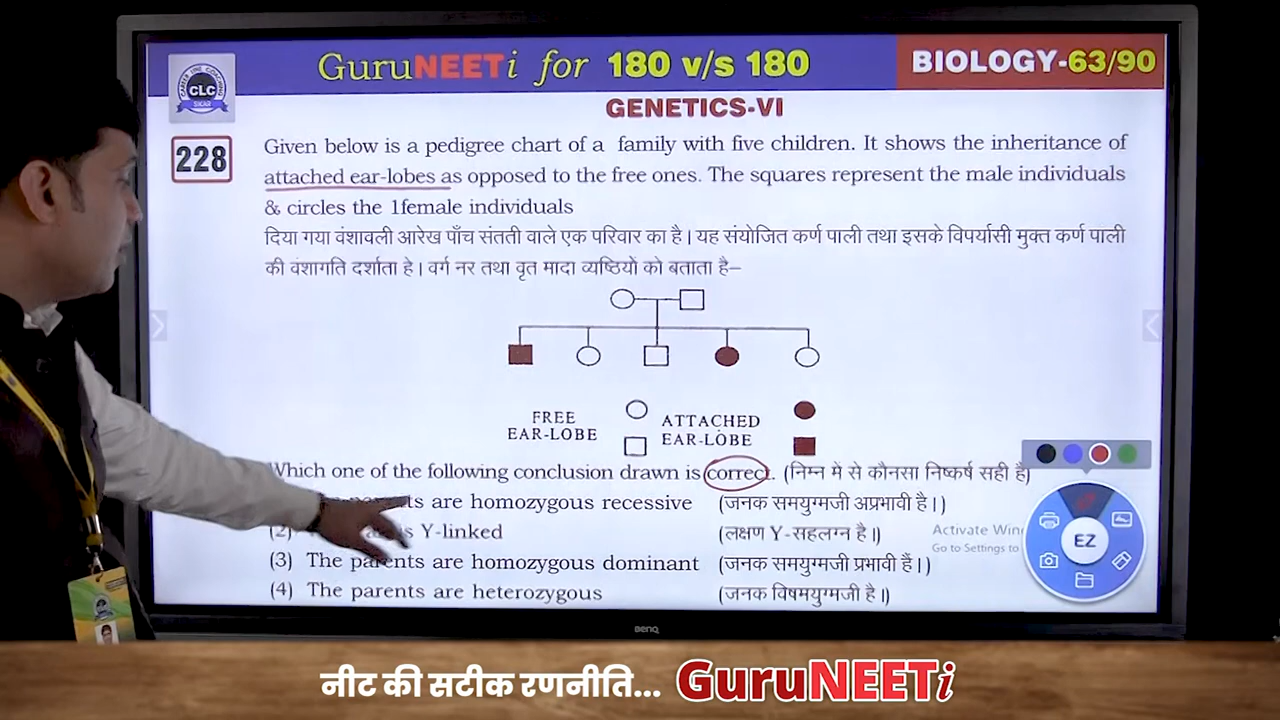 GuruNEETi for 180 v/s 180
BIOLOGY-63/90
CLC
SIKAR
GENETICS-VI
228
Given below is a pedigree chart of a family with five children. It shows the inheritance of
attached ear-lobes as opposed to the free ones. The squares represent the male individuals
& circles the 1female individuals
दिया गया वंशावली आरेख पाँच संतती वाले एक परिवार का है। यह संयोजित कर्ण पाली तथा इसके विपर्यासी मुक्त कर्ण पाली
की वंशागति दर्शाता है। वर्ग नर तथा वृत मादा व्यष्ठियों को बताता है–
FREE
EAR-LOBE
ATTACHED
EAR-LOBE
Which one of the following conclusion drawn is correct. (निम्न मे से कौनसा निष्कर्ष सही है)
are homozygous recessive (जनक समयुग्मजी अप्रभावी है।)
(2) Y-linked (लक्षण Y-सहलग्न है।)
(3) The parents are homozygous dominant (जनक समयुग्मजी प्रभावी हैं।)
(4) The parents are heterozygous (जनक विषमयुग्मजी है।)
Activate Win
Go to Settings to
EZ
BENQ
नीट की सटीक रणनीति... GuruNEETi